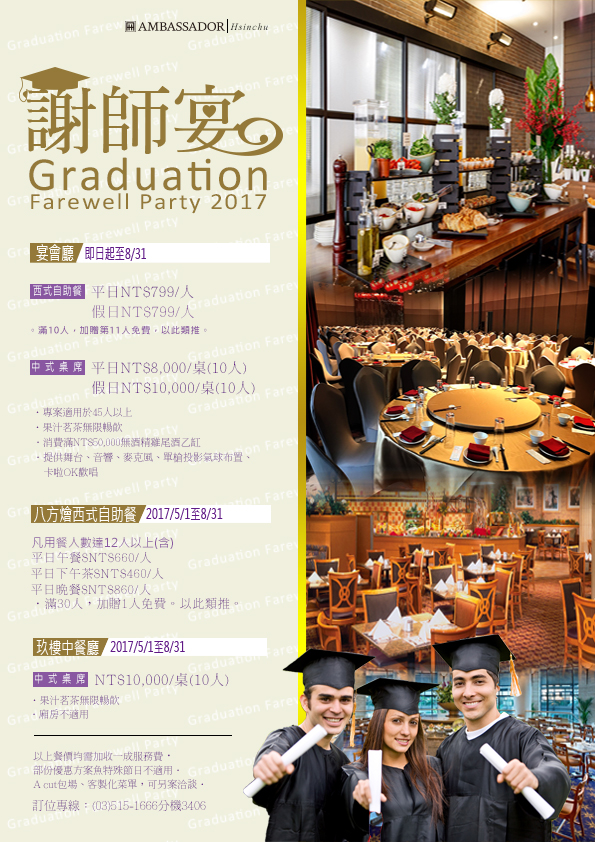 AMBASSADOR Hsinchu
謝師宴
Graduation
Farewell Party 2017
宴會廳 即日起至8/31
西式自助餐 平日NT$799/人
假日NT$799/人
。滿10人，加贈第11人免費，以此類推。
中式桌席 平日NT$8,000/桌(10人)
假日NT$10,000/桌(10人)
・專案適用於45人以上
・果汁茗茶無限暢飲
・消費滿NT$50,000無酒精雞尾酒乙缸
・提供舞台、音響、麥克風、單槍投影氣球布置、
卡啦OK歡唱
八方燴西式自助餐 2017/5/1至8/31
凡用餐人數達12人以上(含)
平日午餐$NT$660/人
平日下午茶$NT$460/人
平日晚餐$NT$860/人
・滿30人，加贈1人免費。以此類推。
玖樓中餐廳 2017/5/1至8/31
中式桌席 NT$10,000/桌(10人)
・果汁茗茶無限暢飲
・廂房不適用
以上餐價均需加收一成服務費・
部份優惠方案魚特殊節日不適用・
A cut包場、客製化菜單，可另案洽談・
訂位專線：(03)515-1666分機3406